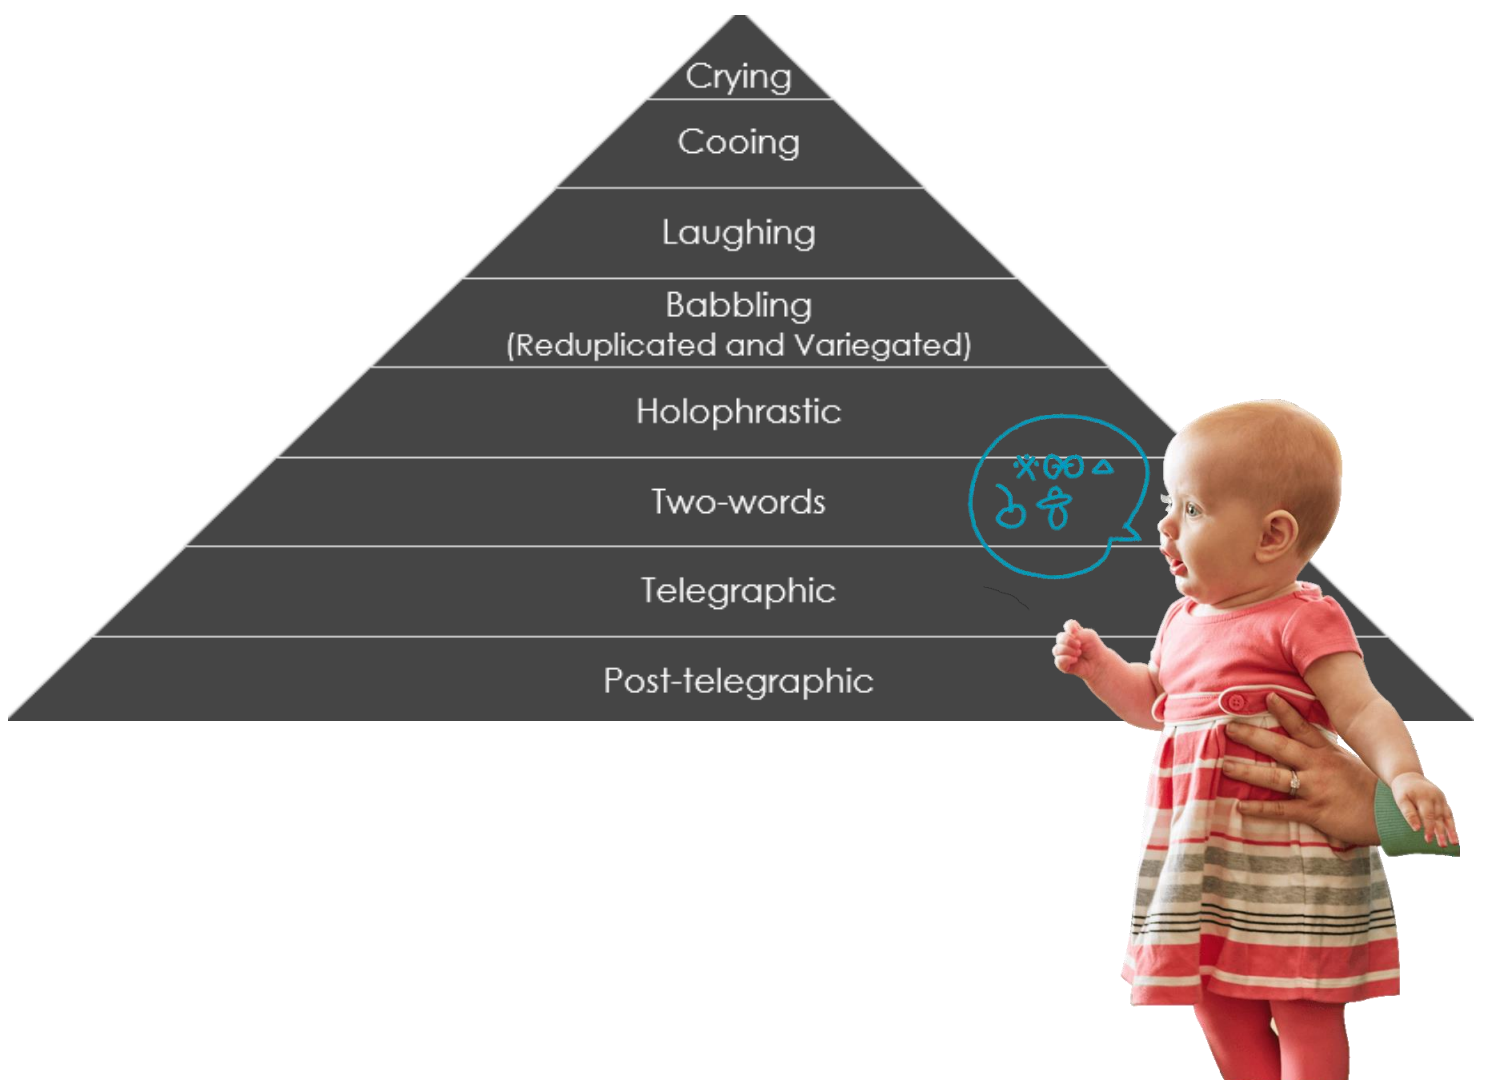 Crying
Cooing
Laughing
Babbling
(Reduplicated and Variegated)
Holophrastic
Two-words
Telegraphic
Post-telegraphic